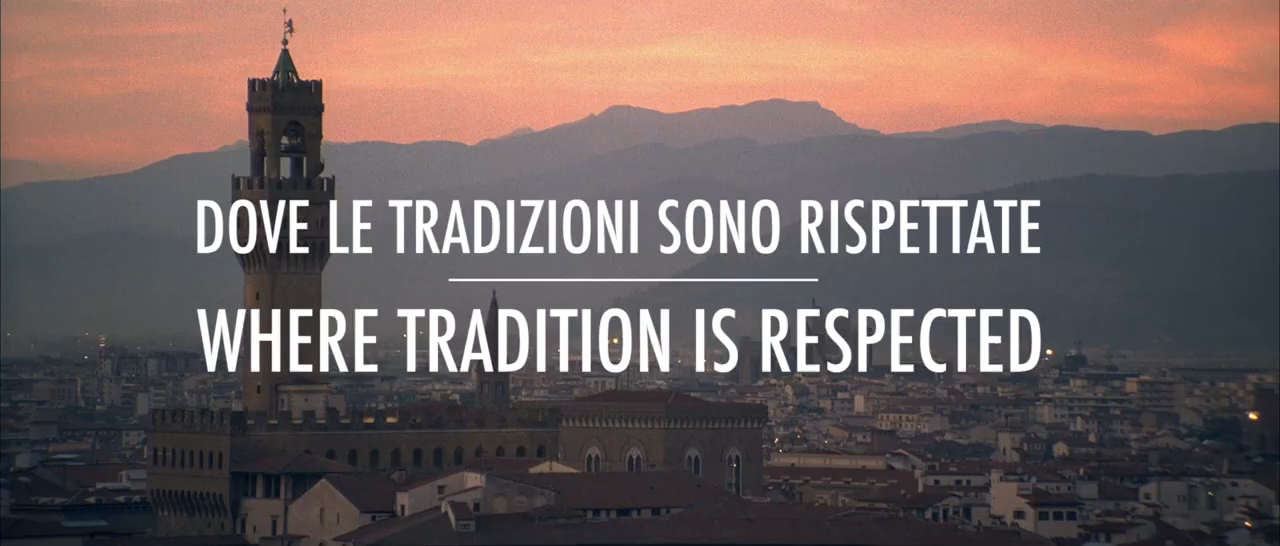 DOVE LE TRADIZIONI SONO RISPETTATE
WHERE TRADITION IS RESPECTED